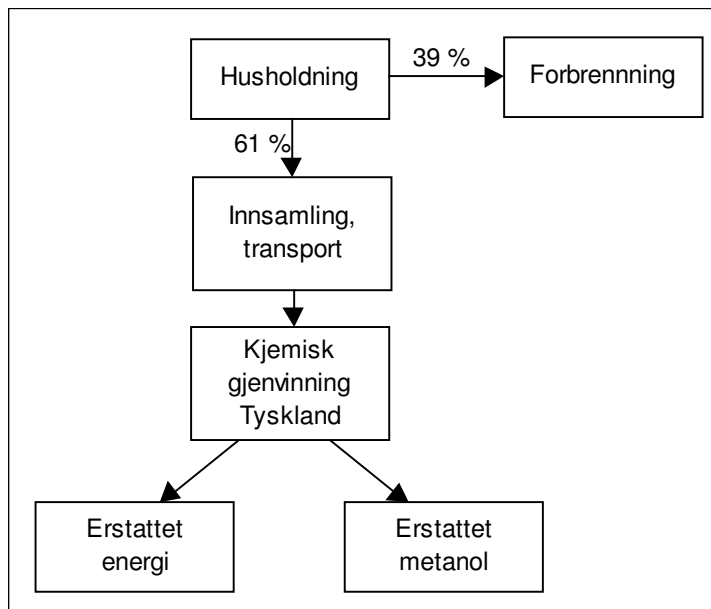 Husholdning
39 %
Forbrennning
61 %
Innsamling,
transport
Kjemisk
gjenvinning
Tyskland
Erstattet
energi
Erstattet
metanol